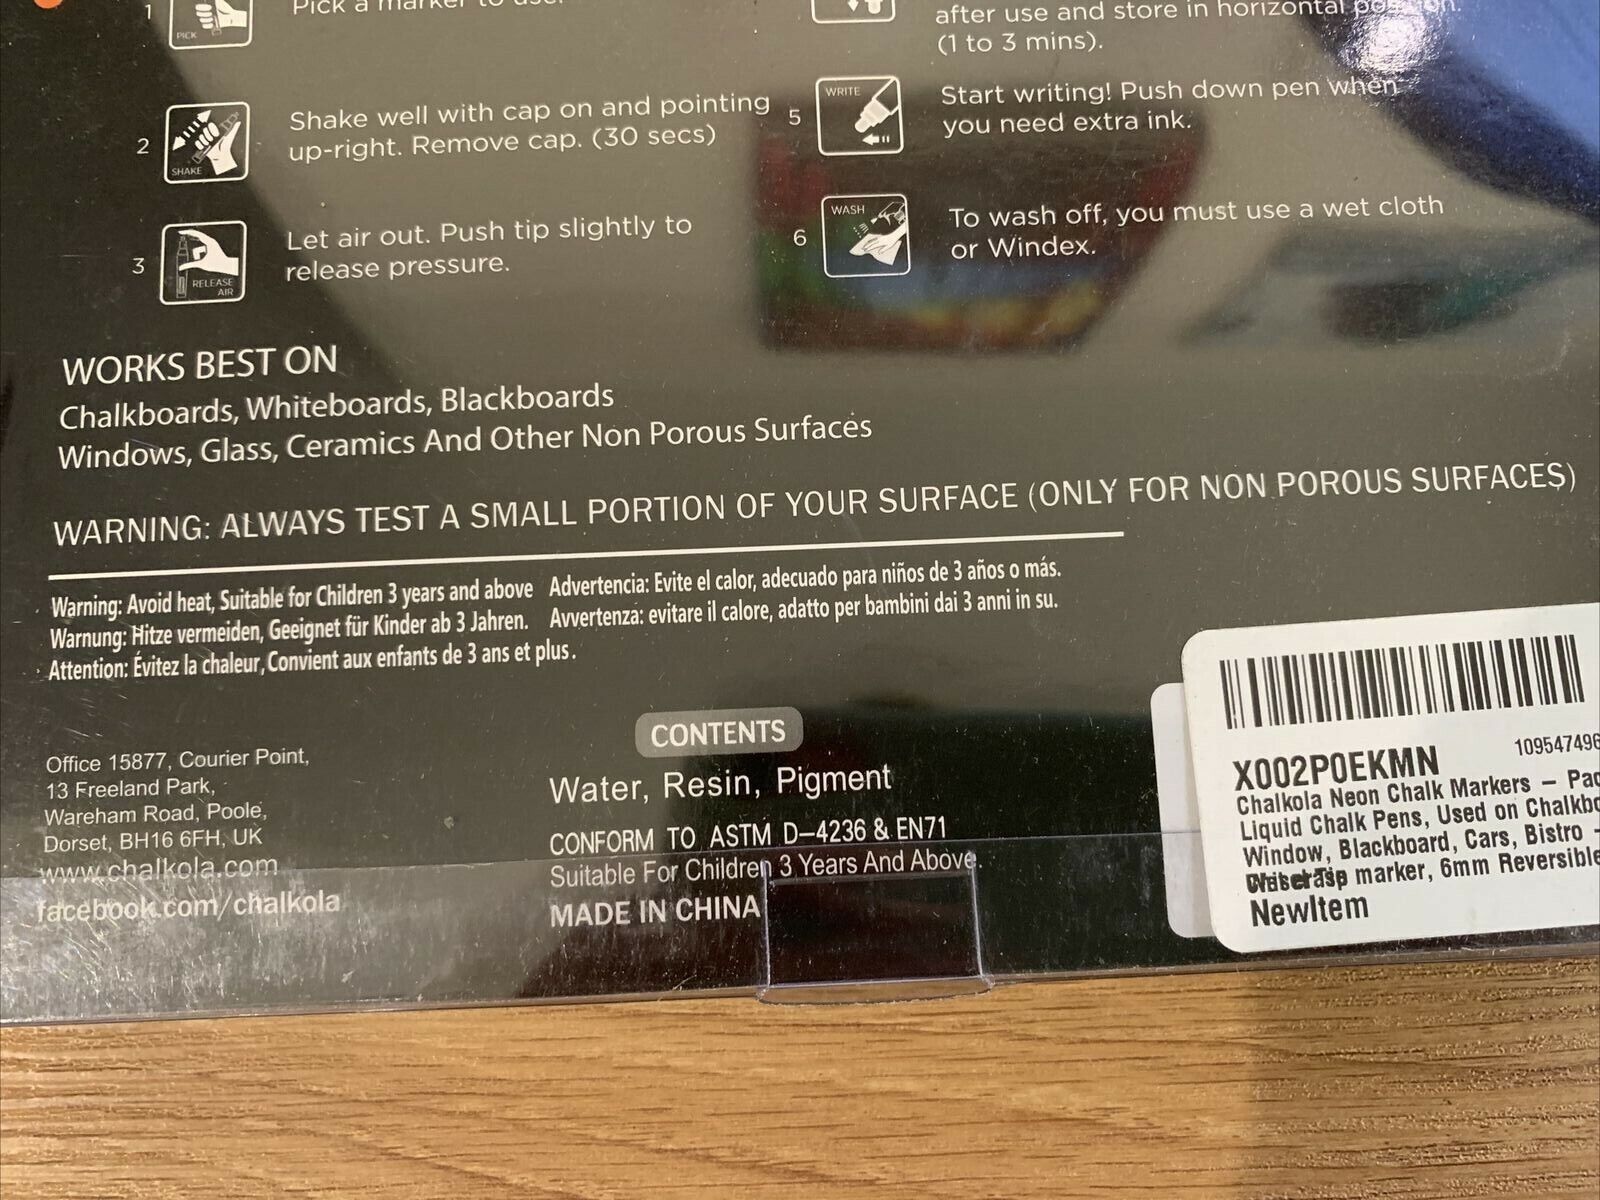 1
PICK
Pick a marker to use.
2
SHAKE
Shake well with cap on and pointing
up-right. Remove cap. (30 secs)
3
RELEASE
AIR
Let air out. Push tip slightly to
release pressure.
after use and store in horizontal position.
(1 to 3 mins).
5
WRITE
Start writing! Push down pen when
you need extra ink.
6
WASH
To wash off, you must use a wet cloth
or Windex.
WORKS BEST ON
Chalkboards, Whiteboards, Blackboards
Windows, Glass, Ceramics And Other Non Porous Surfaces
WARNING: ALWAYS TEST A SMALL PORTION OF YOUR SURFACE (ONLY FOR NON POROUS SURFACES)
Warning: Avoid heat, Suitable for Children 3 years and above
Warnung: Hitze vermeiden, Geeignet für Kinder ab 3 Jahren.
Attention: Évitez la chaleur, Convient aux enfants de 3 ans et plus.
Advertencia: Evite el calor, adecuado para niños de 3 años o más.
Avvertenza: evitare il calore, adatto per bambini dai 3 anni in su.
Office 15877, Courier Point,
13 Freeland Park,
Wareham Road, Poole,
Dorset, BH16 6FH, UK
www.chalkola.com
facebook.com/chalkola
CONTENTS
Water, Resin, Pigment
CONFORM TO ASTM D-4236 & EN71
Suitable For Children 3 Years And Above.
MADE IN CHINA
X002P0EKMN
109547496
Chalkola Neon Chalk Markers - Pac
Liquid Chalk Pens, Used on Chalkbo
Window, Blackboard, Cars, Bistro -
marker, 6mm Reversible
NewItem